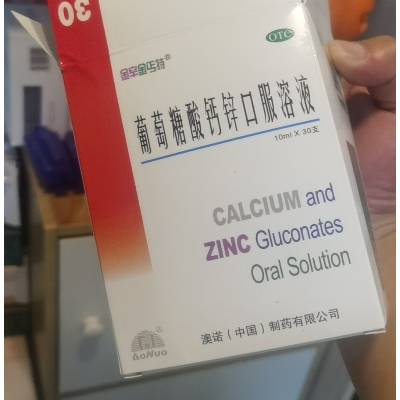 30
OTC
葡萄糖酸钙锌口服溶液
10ml X 30支
CALCIUM and
ZINC Gluconates
Oral Solution
AoNuo
澳诺（中国）制药有限公司